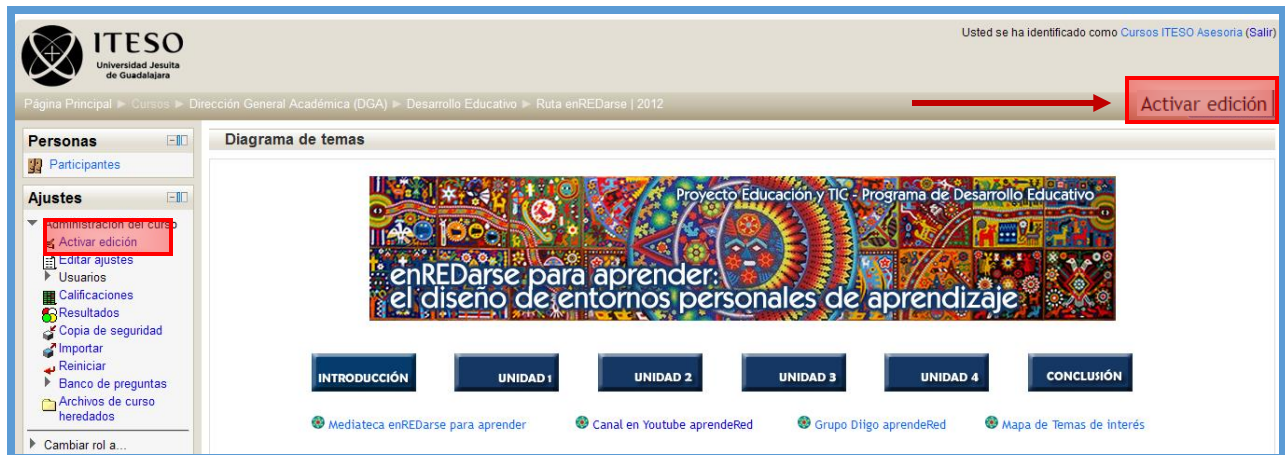 ITESO
Universidad Jesuita
de Guadalajara
Usted se ha identificado como Cursos ITESO Asesoria (Salir)
Página Principal ► Cursos ► Dirección General Académica (DGA) ► Desarrollo Educativo ► Ruta enREDarse | 2012
Activar edición
Personas
Participantes
Ajustes
Administración del curso
Activar edición
Editar ajustes
Usuarios
Calificaciones
Resultados
Copia de seguridad
Importar
Reiniciar
Banco de preguntas
Archivos de curso
heredados
Cambiar rol a...
Diagrama de temas
Proyecto Educación y TIC - Programa de Desarrollo Educativo
enREDarse para aprender:
el diseño de entornos personales de aprendizaje
INTRODUCCIÓN UNIDAD 1 UNIDAD 2 UNIDAD 3 UNIDAD 4 CONCLUSIÓN
Mediateca enREDarse para aprender Canal en Youtube aprendeRed Grupo Diigo aprendeRed Mapa de Temas de interés